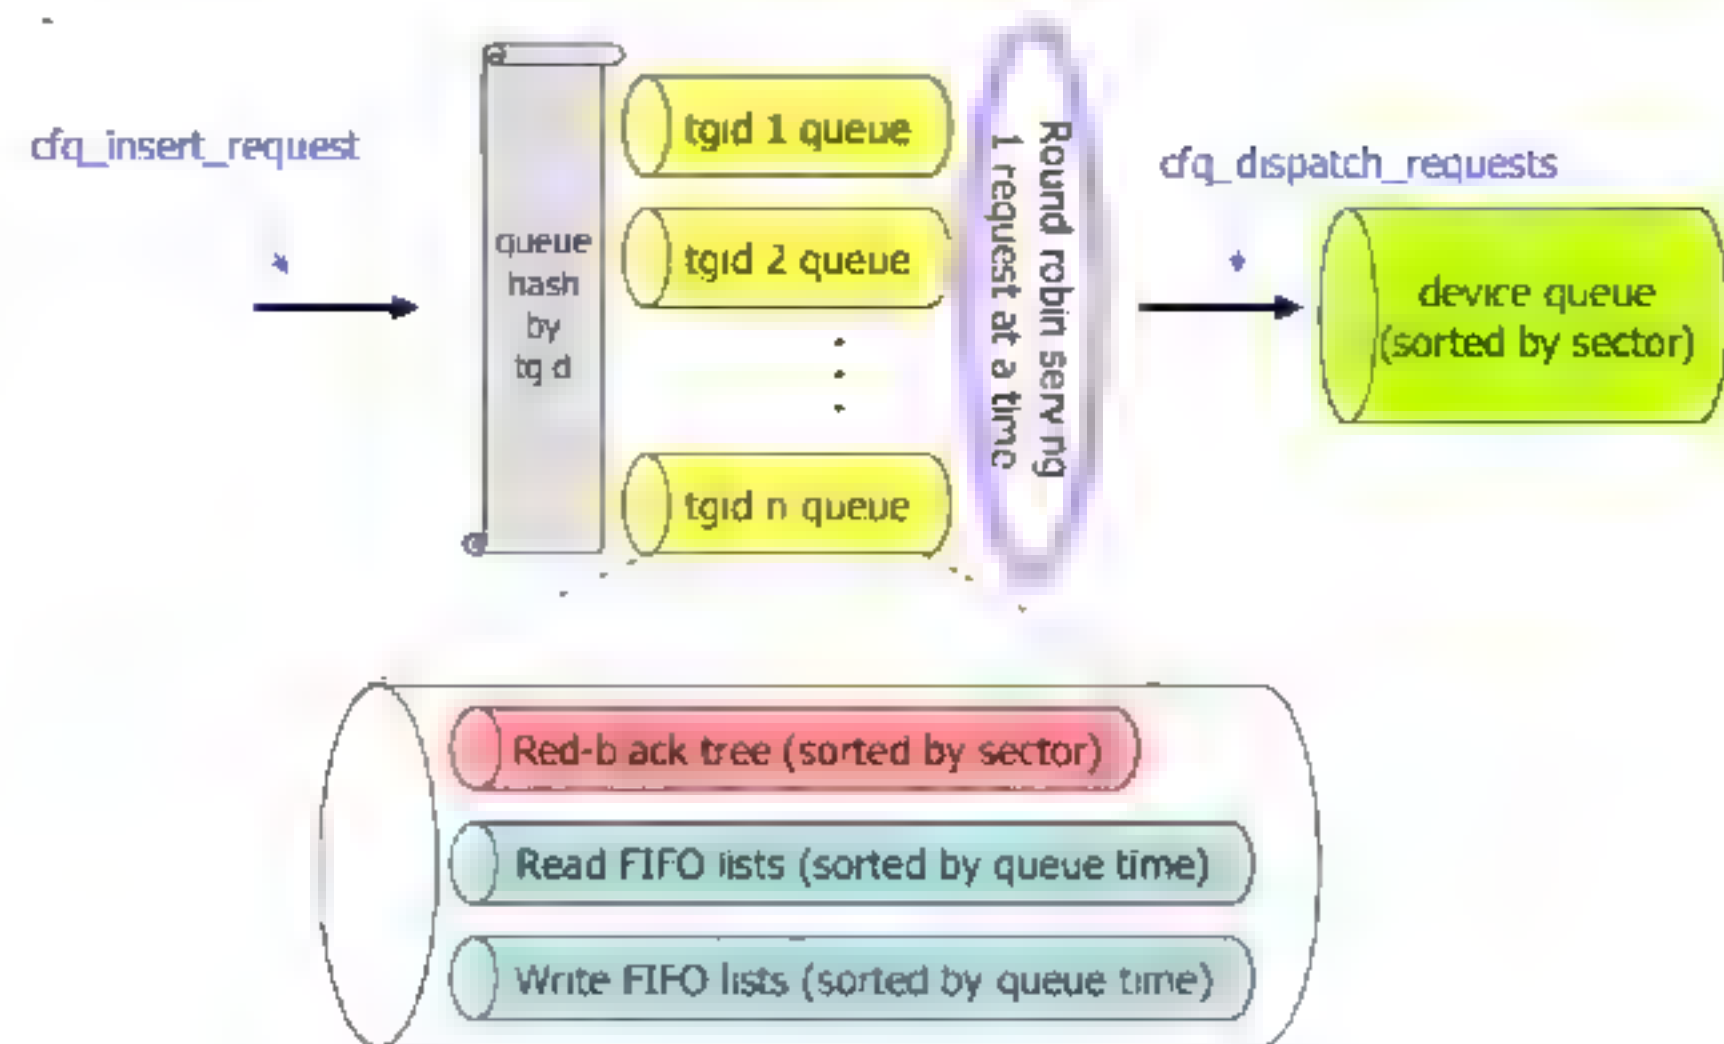 cfq_insert_request
queue
hash
by
tgid
tgid 1 queue
tgid 2 queue
tgid n queue
Round robin serving
1 request at a time
cfq_dispatch_requests
device queue
(sorted by sector)
Red-black tree (sorted by sector)
Read FIFO lists (sorted by queue time)
Write FIFO lists (sorted by queue time)